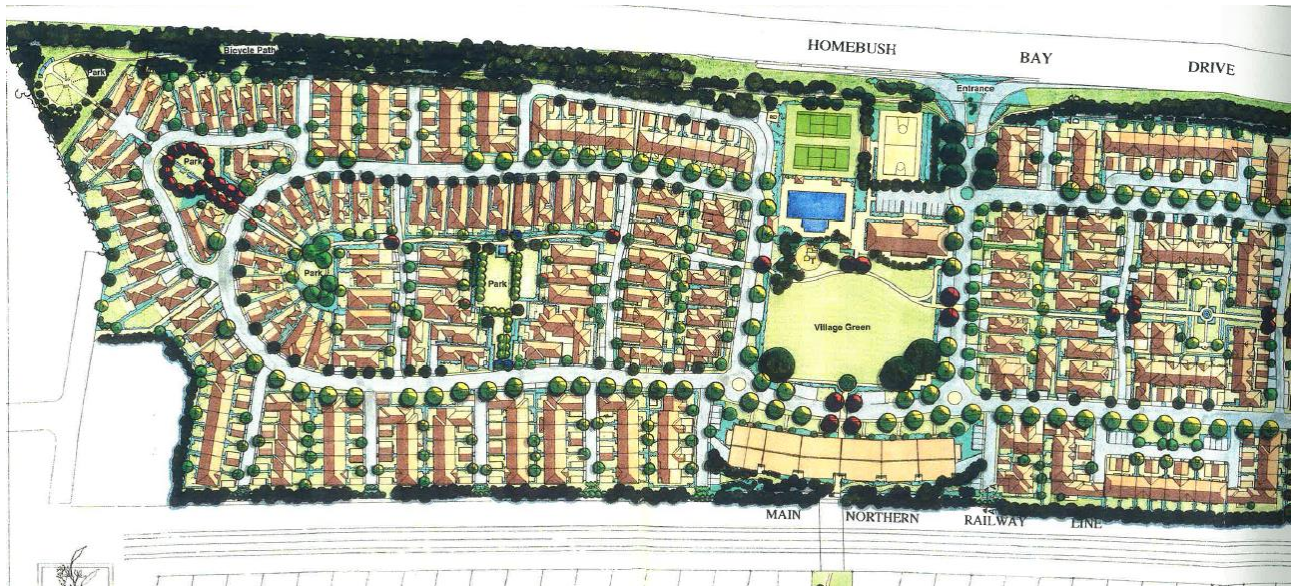 HOMEBUSH BAY DRIVE
Bicycle Path
Park
Entrance
Park
Park
Park
Village Green
MAIN NORTHERN RAILWAY LINE